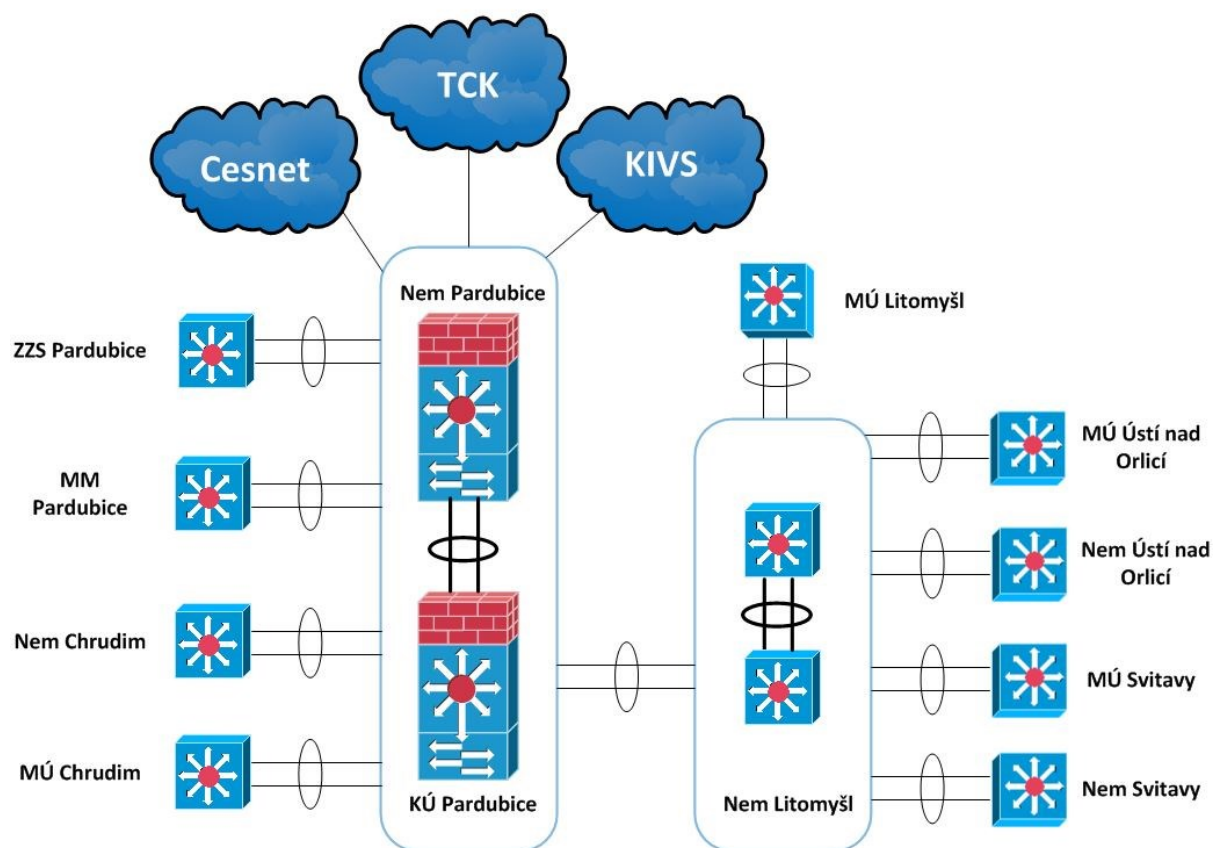 TCK
Cesnet
KIVS
Nem Pardubice
MÚ Litomyšl
ZZS Pardubice
MÚ Ústí nad
Orlicí
MM
Pardubice
Nem Ústí nad
Orlicí
Nem Chrudim
MÚ Svitavy
MÚ Chrudim
KÚ Pardubice
Nem Litomyšl
Nem Svitavy